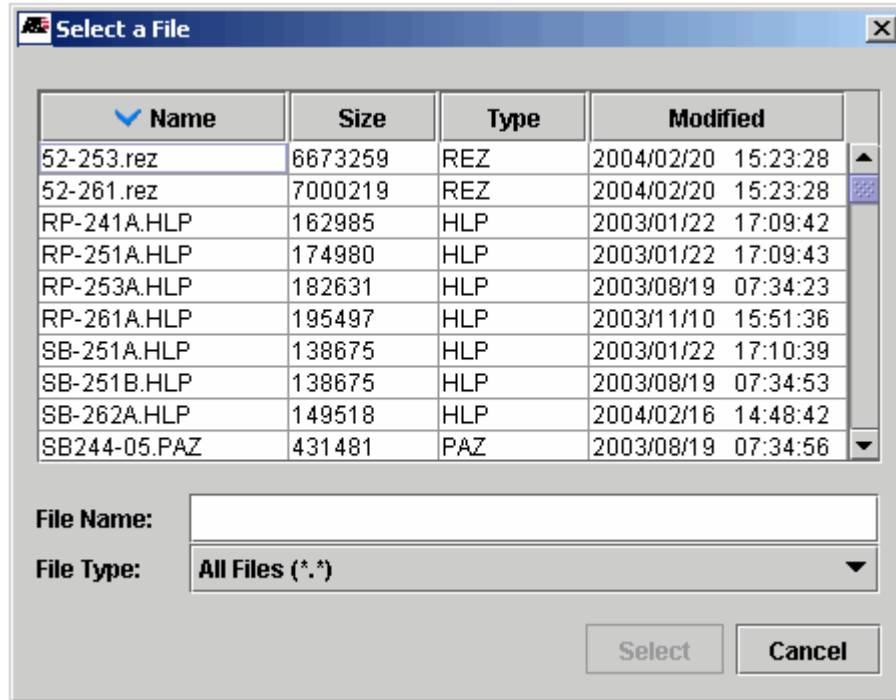 Select a File
Name Size Type Modified
52-253.rez 6673259 REZ 2004/02/20 15:23:28
52-261.rez 7000219 REZ 2004/02/20 15:23:28
RP-241A.HLP 162985 HLP 2003/01/22 17:09:42
RP-251A.HLP 174980 HLP 2003/01/22 17:09:43
RP-253A.HLP 182631 HLP 2003/08/19 07:34:23
RP-261A.HLP 195497 HLP 2003/11/10 15:51:36
SB-251A.HLP 138675 HLP 2003/01/22 17:10:39
SB-251B.HLP 138675 HLP 2003/08/19 07:34:53
SB-262A.HLP 149518 HLP 2004/02/16 14:48:42
SB244-05.PAZ 431481 PAZ 2003/08/19 07:34:56
File Name:
File Type: All Files (*.*)
Select Cancel